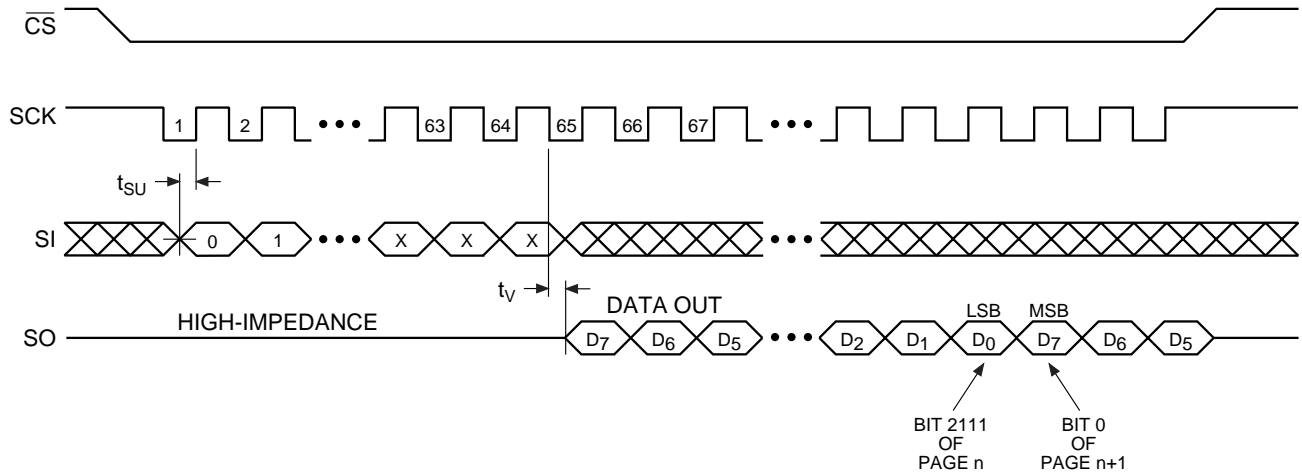 CS
SCK 1 2 63 64 65 66 67
tSU
SI 0 1 X X X
tV
DATA OUT
HIGH-IMPEDANCE
LSB MSB
SO D7 D6 D5 D2 D1 D0 D7 D6 D5
BIT 2111
OF
PAGE n
BIT 0
OF
PAGE n+1